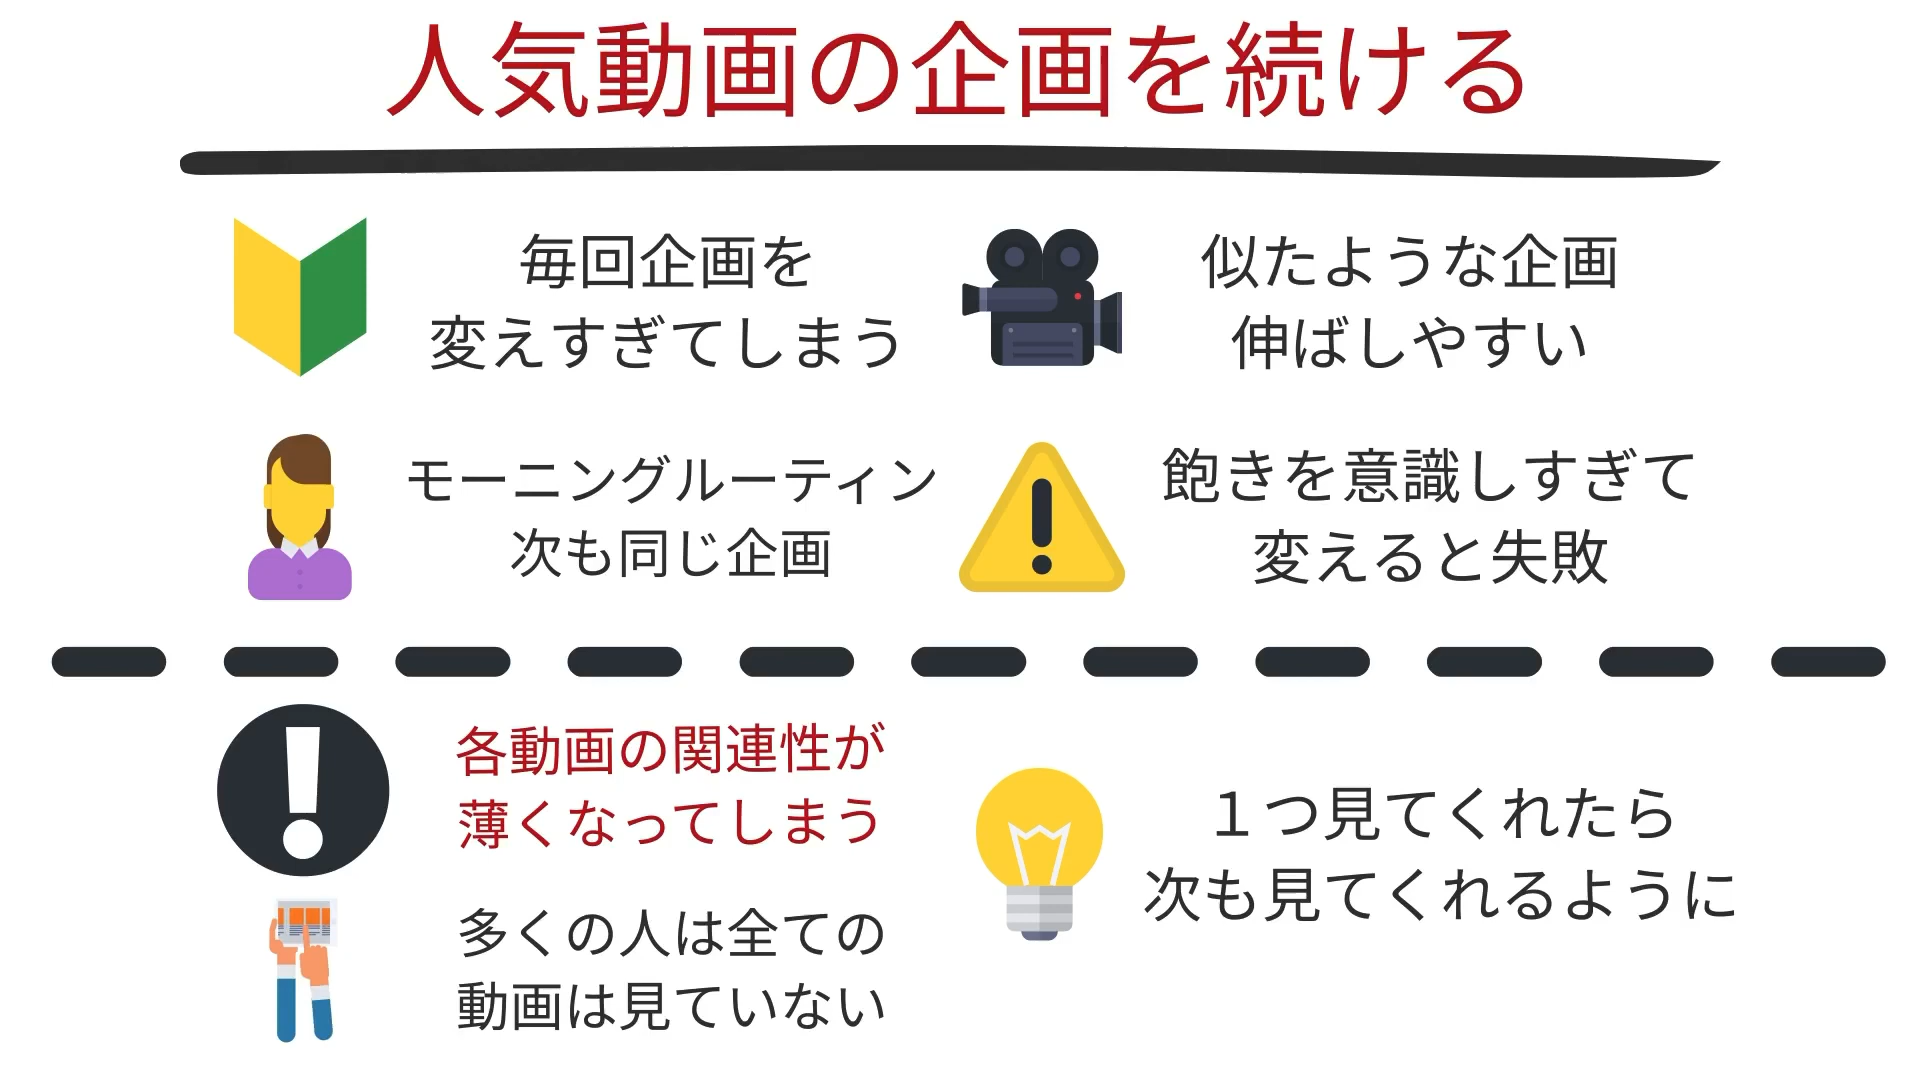 人気動画の企画を続ける
毎回企画を
変えすぎてしまう
似たような企画
伸ばしやすい
モーニングルーティン
次も同じ企画
飽きを意識しすぎて
変えると失敗
各動画の関連性が
薄くなってしまう
１つ見てくれたら
次も見てくれるように
多くの人は全ての
動画は見ていない